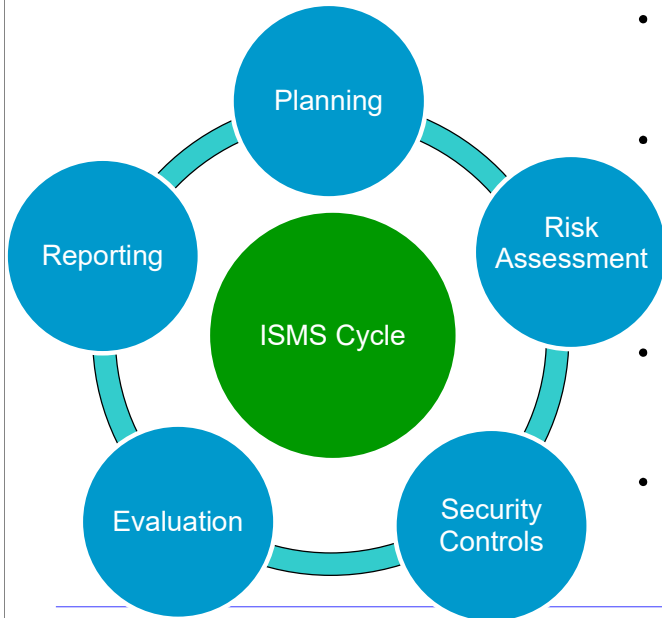 Planning
Risk
Assessment
Reporting
ISMS Cycle
Evaluation
Security
Controls